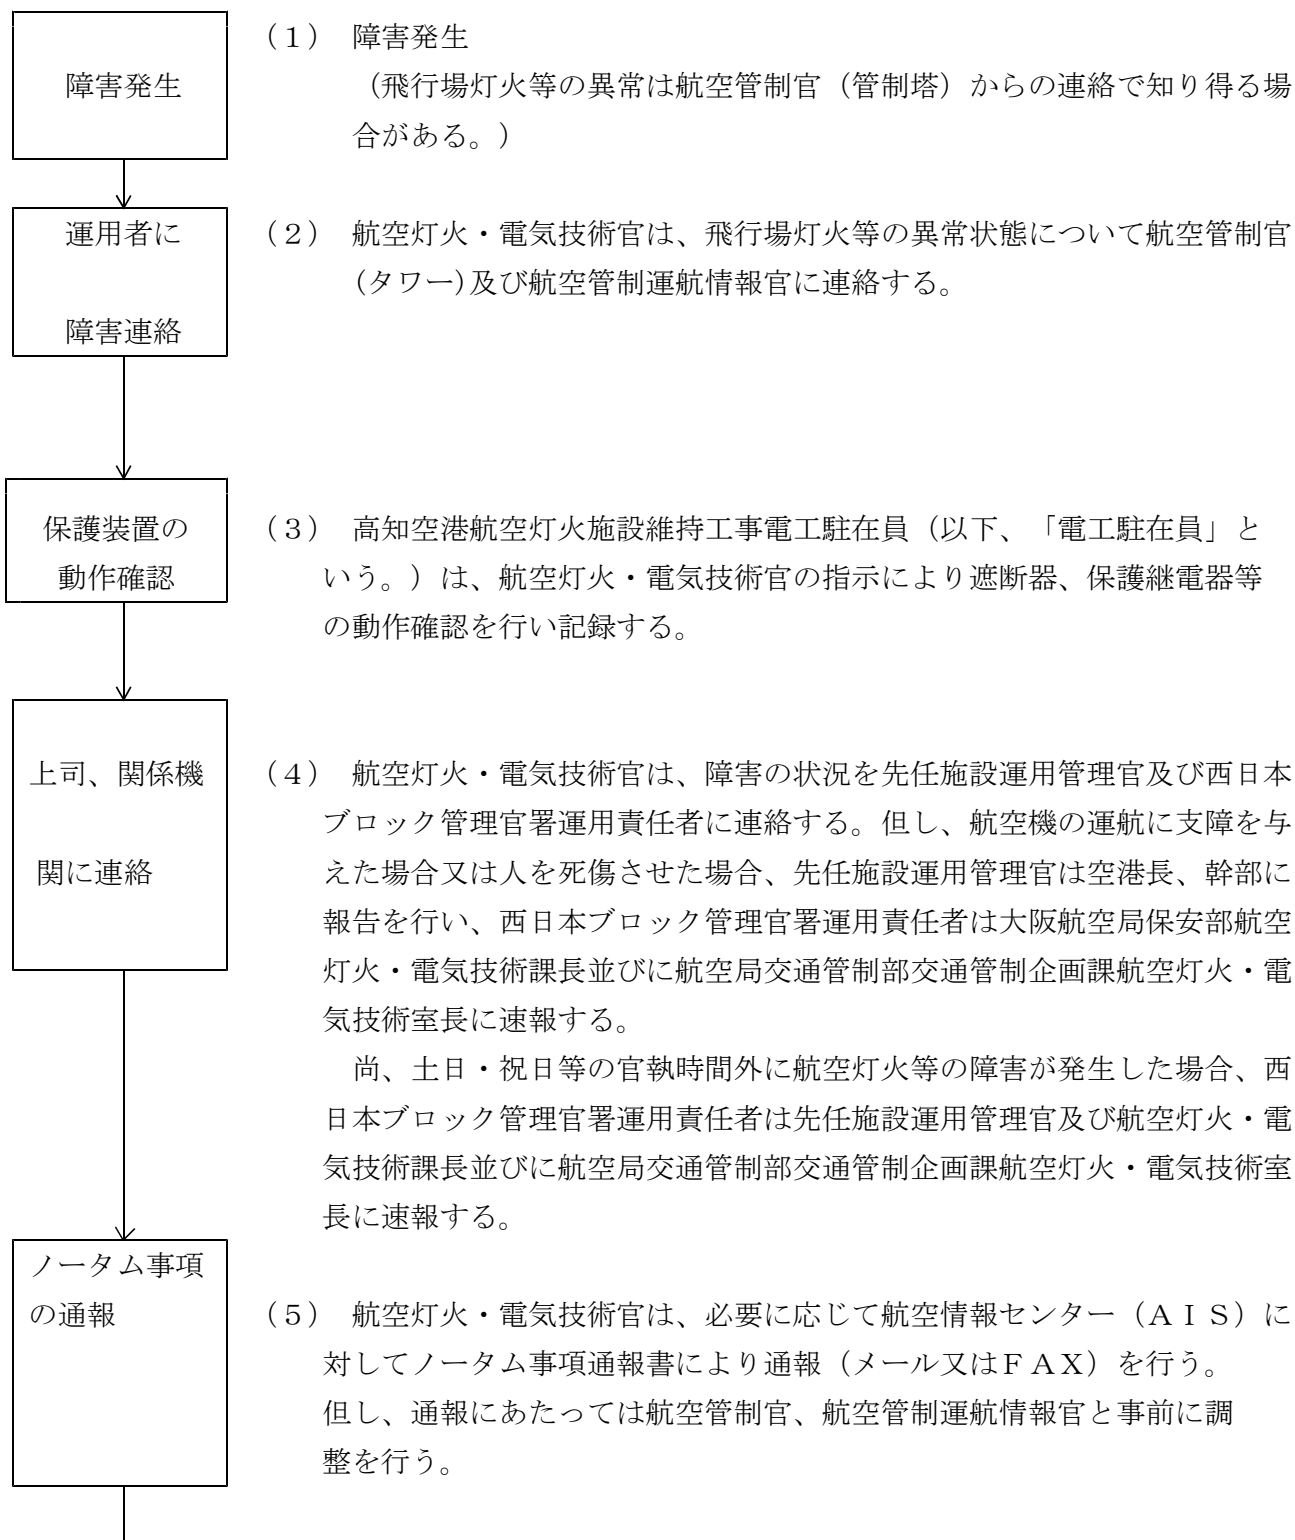 障害発生
（１） 障害発生
（飛行場灯火等の異常は航空管制官（管制塔）からの連絡で知り得る場
合がある。）
運用者に
障害連絡
（２） 航空灯火・電気技術官は、飛行場灯火等の異常状態について航空管制官
(タワー)及び航空管制運航情報官に連絡する。
保護装置の
動作確認
（３） 高知空港航空灯火施設維持工事電工駐在員（以下、「電工駐在員」と
いう。）は、航空灯火・電気技術官の指示により遮断器、保護継電器等
の動作確認を行い記録する。
上司、関係機
関に連絡
（４） 航空灯火・電気技術官は、障害の状況を先任施設運用管理官及び西日本
ブロック管理官署運用責任者に連絡する。但し、航空機の運航に支障を与
えた場合又は人を死傷させた場合、先任施設運用管理官は空港長、幹部に
報告を行い、西日本ブロック管理官署運用責任者は大阪航空局保安部航空
灯火・電気技術課長並びに航空局交通管制部交通管制企画課航空灯火・電
気技術室長に速報する。
尚、土日・祝日等の官執時間外に航空灯火等の障害が発生した場合、西
日本ブロック管理官署運用責任者は先任施設運用管理官及び航空灯火・電
気技術課長並びに航空局交通管制部交通管制企画課航空灯火・電気技術室
長に速報する。
ノータム事項
の通報
（５） 航空灯火・電気技術官は、必要に応じて航空情報センター（ＡＩＳ）に
対してノータム事項通報書により通報（メール又はＦＡＸ）を行う。
但し、通報にあたっては航空管制官、航空管制運航情報官と事前に調
整を行う。